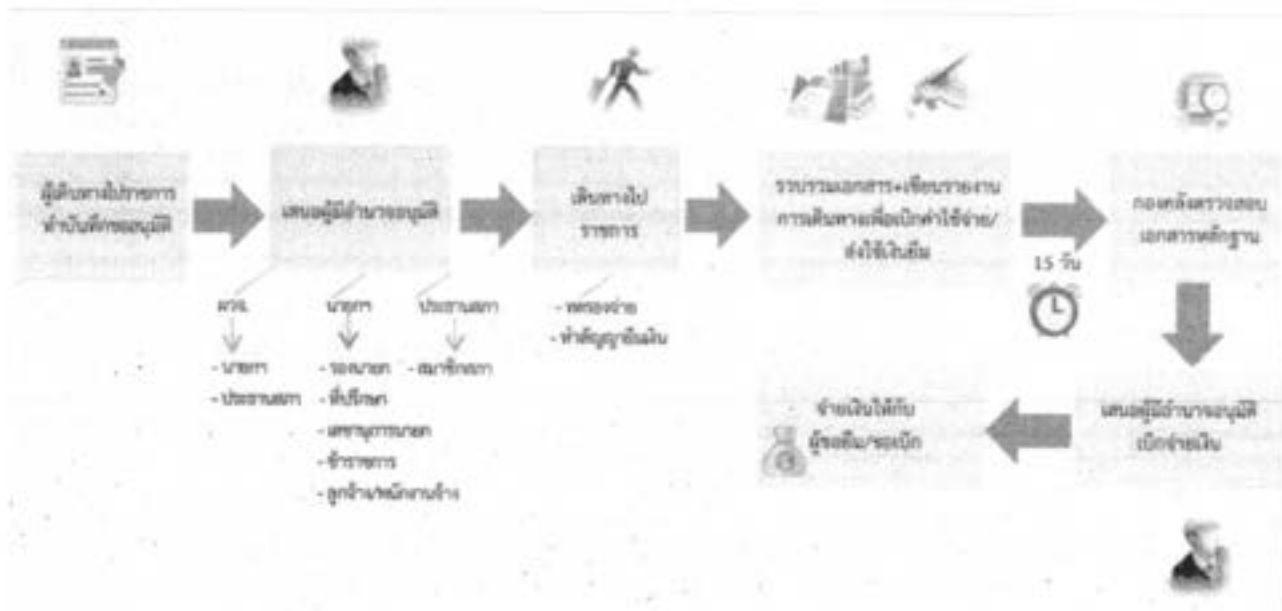 ผู้เดินทางไปราชการ
ทำบันทึกขออนุมัติ
เสนอผู้มีอำนาจอนุมัติ
เดินทางไป
ราชการ
รวบรวมเอกสาร+เขียนรายงาน
การเดินทางเพื่อเบิกค่าใช้จ่าย/
ส่งใช้เงินยืม
15 วัน
กองคลังตรวจสอบ
เอกสารหลักฐาน
ผวจ.
- นายกฯ
- ประธานสภา
นายกฯ
- รองนายก
- ที่ปรึกษา
- เลขานุการนายก
- ข้าราชการ
- ลูกจ้าง/พนักงานจ้าง
ประธานสภา
- สมาชิกสภา
- ทดรองจ่าย
- ทำสัญญายืมเงิน
เสนอผู้มีอำนาจอนุมัติ
เบิกจ่ายเงิน
จ่ายเงินให้กับ
ผู้ขอยืม/ขอเบิก